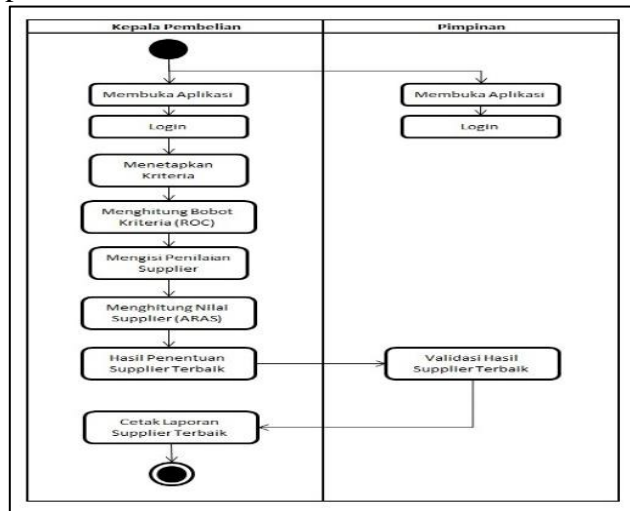 Kepala Pembelian
Pimpinan
Membuka Aplikasi
Membuka Aplikasi
Login
Login
Menetapkan
Kriteria
Menghitung Bobot
Kriteria (ROC)
Mengisi Penilaian
Supplier
Menghitung Nilai
Supplier (ARAS)
Hasil Penentuan
Supplier Terbaik
Validasi Hasil
Supplier Terbaik
Cetak Laporan
Supplier Terbaik